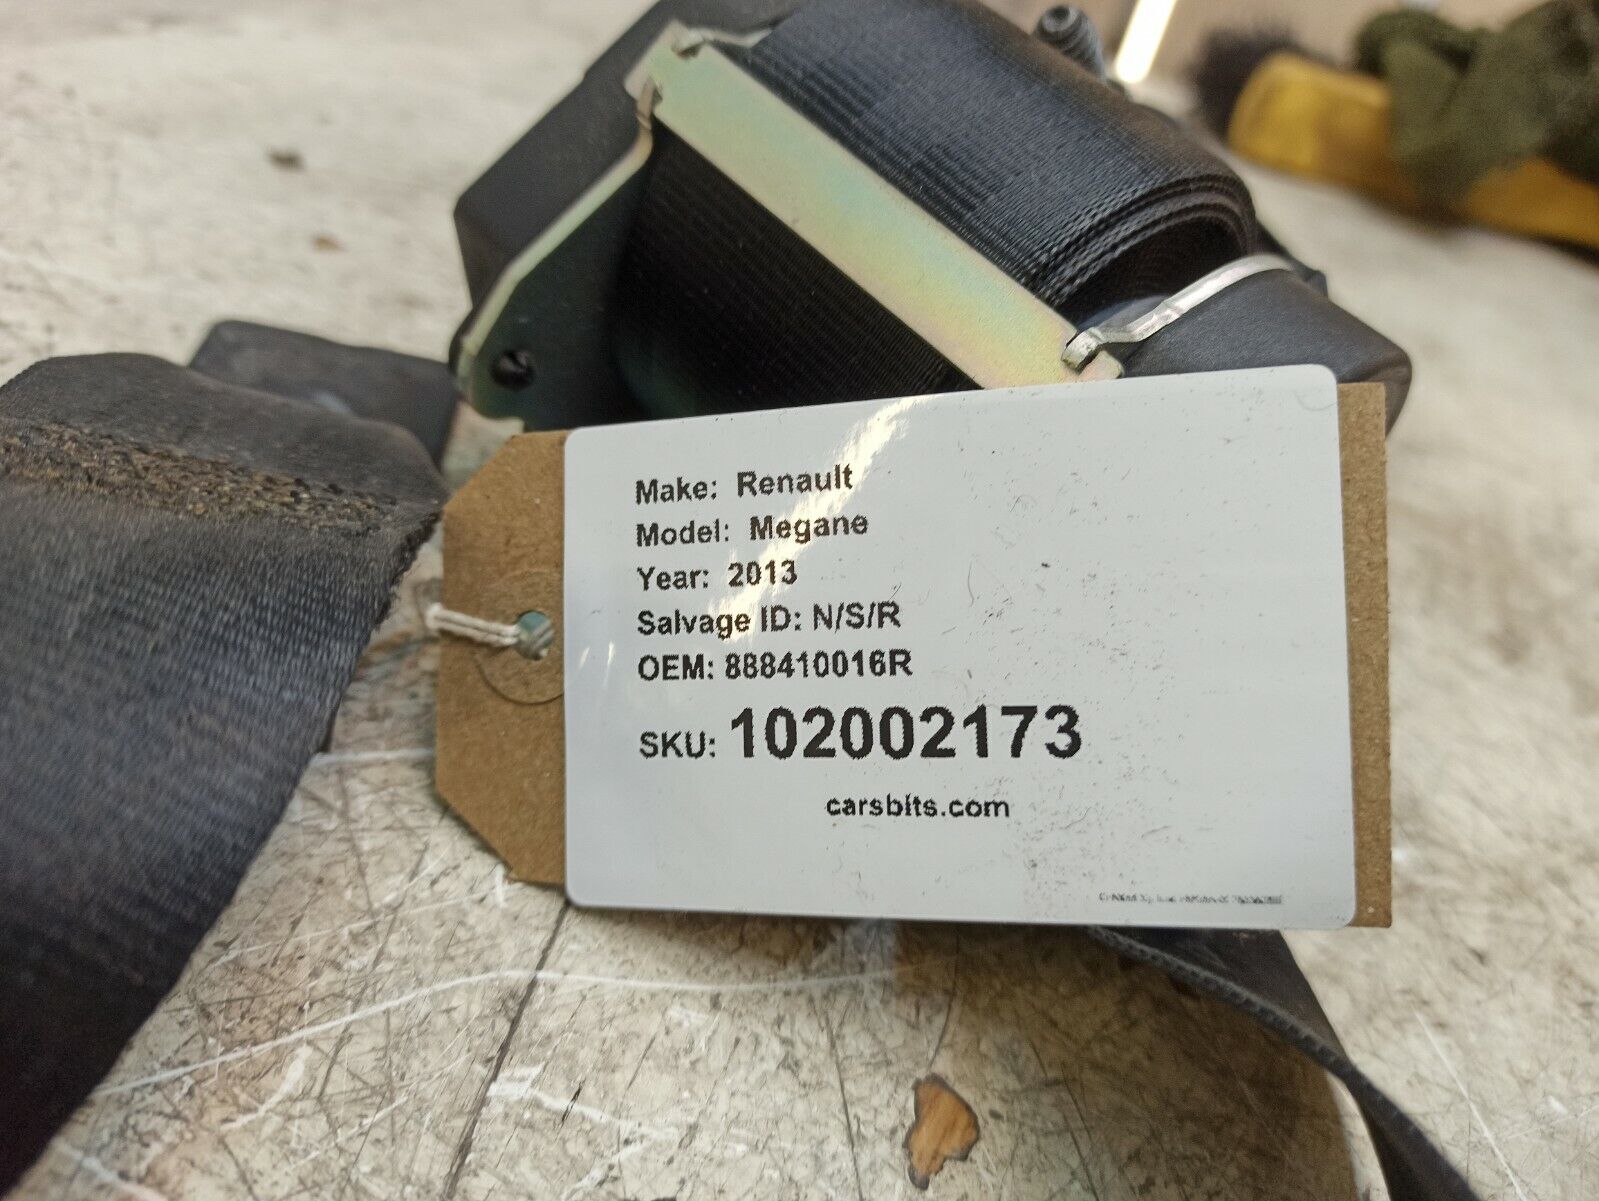 Make: Renault
Model: Megane
Year: 2013
Salvage ID: N/S/R
OEM: 888410016R
SKU: 102002173
carsbits.com